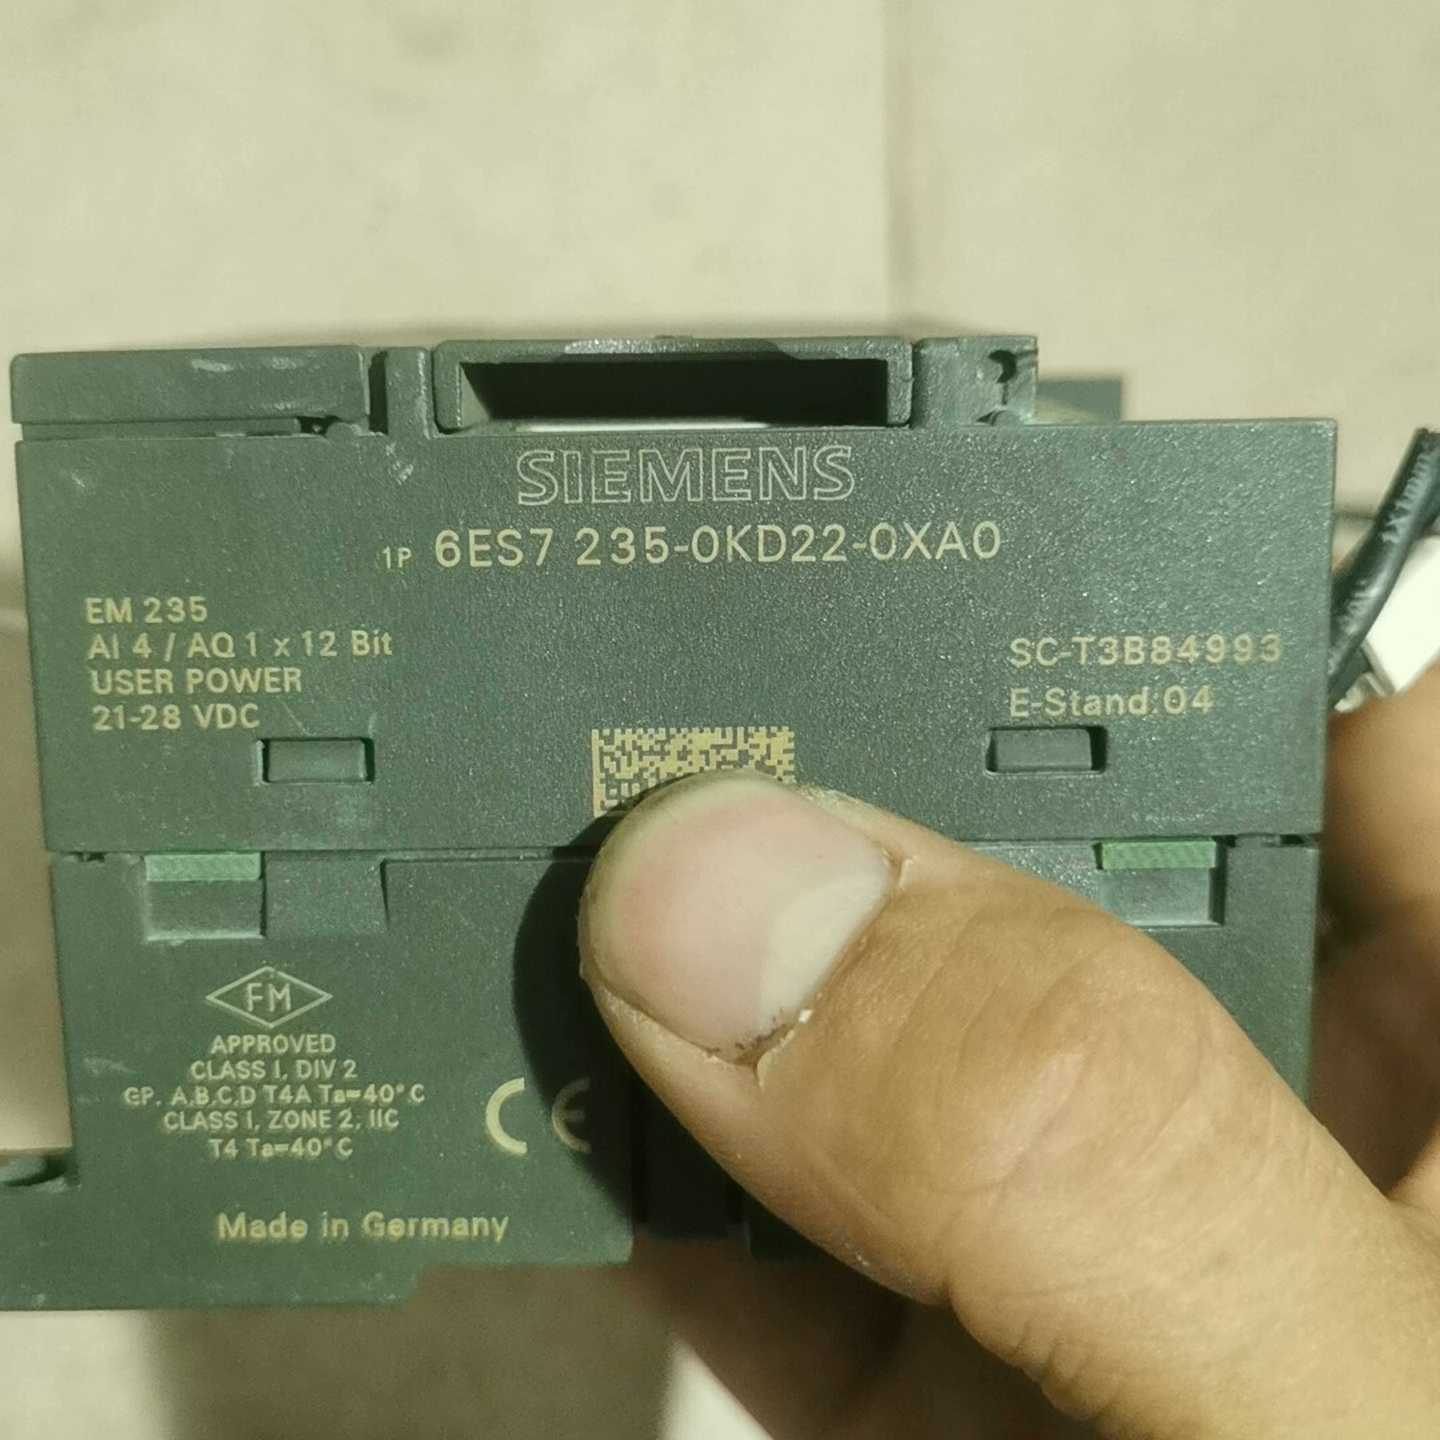 SIEMENS
1P 6ES7 235-0KD22-0XA0
EM 235
AI 4 / AQ 1 x 12 Bit
USER POWER
21-28 VDC
SC-T3B84993
E-Stand:04
FM
APPROVED
CLASS I, DIV 2
GP. A,B,C,D T4A Ta=40°C
CLASS I, ZONE 2, IIC
T4 Ta=40°C
CE
Made in Germany